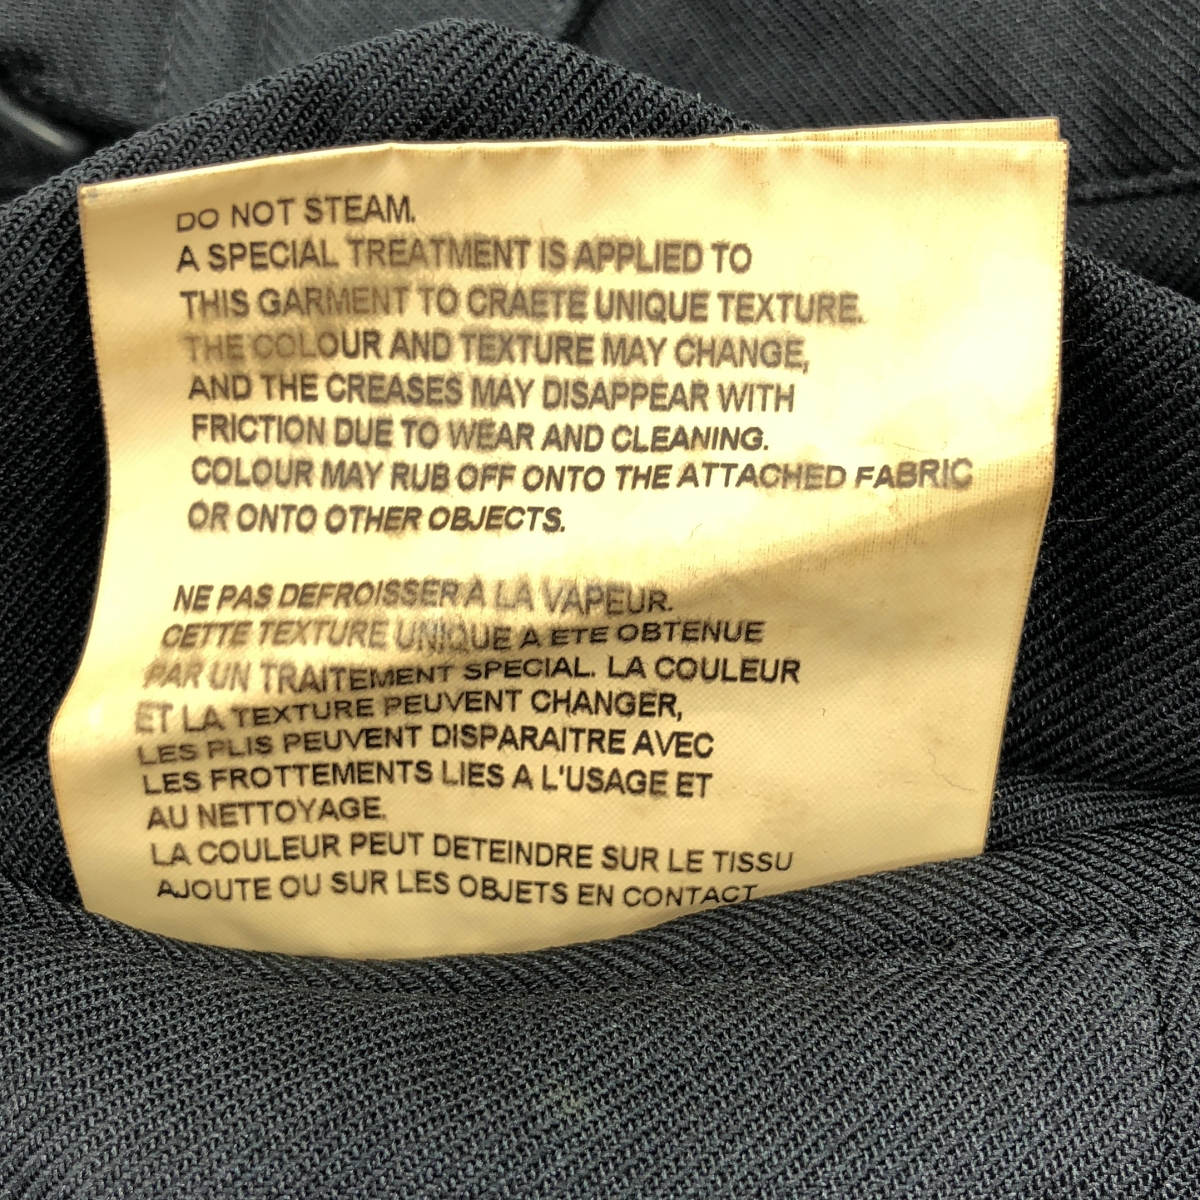 DO NOT STEAM.
A SPECIAL TREATMENT IS APPLIED TO
THIS GARMENT TO CRAETE UNIQUE TEXTURE.
THE COLOUR AND TEXTURE MAY CHANGE,
AND THE CREASES MAY DISAPPEAR WITH
FRICTION DUE TO WEAR AND CLEANING.
COLOUR MAY RUB OFF ONTO THE ATTACHED FABRIC
OR ONTO OTHER OBJECTS.
NE PAS DEFROISSER À LA VAPEUR.
CETTE TEXTURE UNIQUE A ETE OBTENUE
PAR UN TRAITEMENT SPECIAL. LA COULEUR
ET LA TEXTURE PEUVENT CHANGER,
LES PLIS PEUVENT DISPARAITRE AVEC
LES FROTTEMENTS LIES A L'USAGE ET
AU NETTOYAGE.
LA COULEUR PEUT DETEINDRE SUR LE TISSU
AJOUTE OU SUR LES OBJETS EN CONTACT